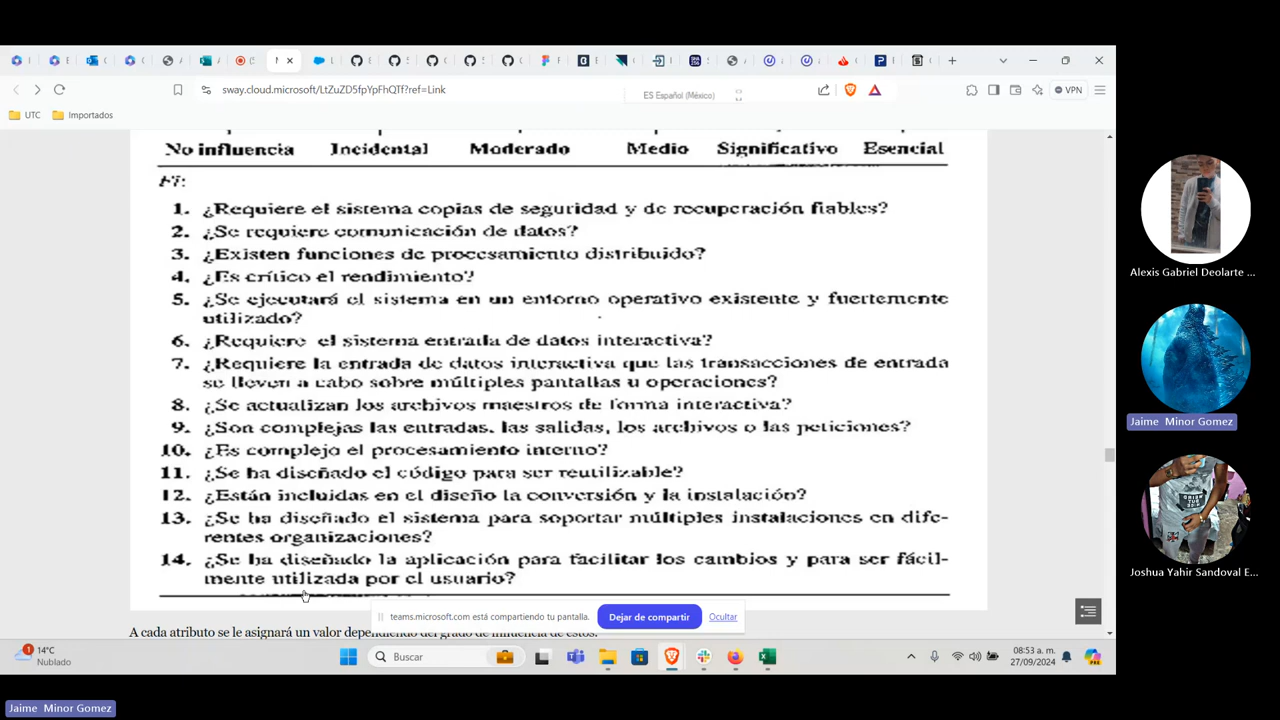 sway.cloud.microsoft/LtZuZD5fpYpFhQTf?ref=Link
ES Español (México)
VPN
UTC
Importados
No influencia Incidental Moderado Medio Significativo Esencial
Fi:
1. ¿Requiere el sistema copias de seguridad y de recuperación fiables?
2. ¿Se requiere comunicación de datos?
3. ¿Existen funciones de procesamiento distribuido?
4. ¿Es crítico el rendimiento?
5. ¿Se ejecutará el sistema en un entorno operativo existente y fuertemente
utilizado?
6. ¿Requiere el sistema entrada de datos interactiva?
7. ¿Requiere la entrada de datos interactiva que las transacciones de entrada
se lleven a cabo sobre múltiples pantallas u operaciones?
8. ¿Se actualizan los archivos maestros de forma interactiva?
9. ¿Son complejas las entradas, las salidas, los archivos o las peticiones?
10. ¿Es complejo el procesamiento interno?
11. ¿Se ha diseñado el código para ser reutilizable?
12. ¿Están incluidas en el diseño la conversión y la instalación?
13. ¿Se ha diseñado el sistema para soportar múltiples instalaciones en dife-
rentes organizaciones?
14. ¿Se ha diseñado la aplicación para facilitar los cambios y para ser fácil-
mente utilizada por el usuario?
teams.microsoft.com está compartiendo tu pantalla.
Dejar de compartir
Ocultar
A cada atributo se le asignará un valor dependiendo del grado de influencia de estos.
1
14°C
Nublado
Buscar
08:53 a. m.
27/09/2024
Alexis Gabriel Deolarte ...
Jaime Minor Gomez
Joshua Yahir Sandoval E...
Jaime Minor Gomez